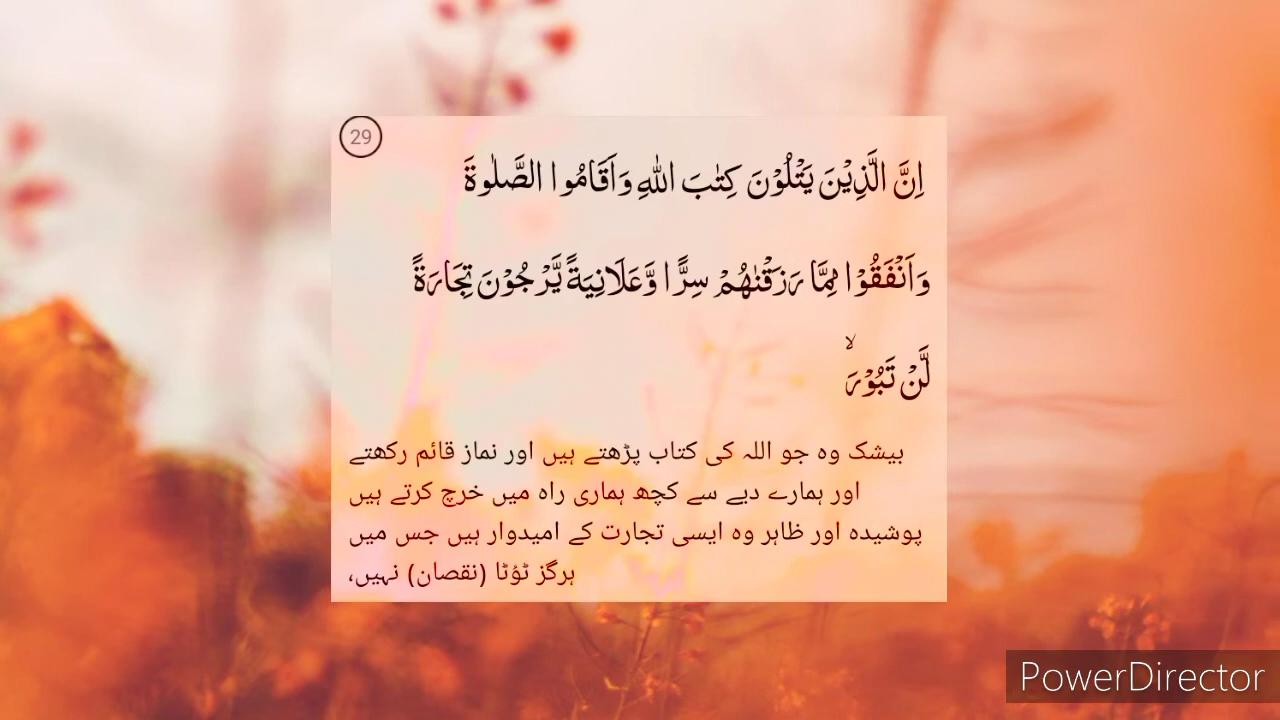 29
اِنَّ الَّذِيۡنَ يَتۡلُوۡنَ كِتٰبَ اللّٰهِ وَاَقَامُوا الصَّلٰوةَ
وَاَنۡفَقُوۡا مِمَّا رَزَقۡنٰهُمۡ سِرًّا وَّعَلَانِيَةً يَّرۡجُوۡنَ تِجَارَةً
لَّنۡ تَبُوۡرَۙ
بیشک وہ جو اللہ کی کتاب پڑھتے ہیں اور نماز قائم رکھتے
اور ہمارے دیے سے کچھ ہماری راہ میں خرچ کرتے ہیں
پوشیدہ اور ظاہر وہ ایسی تجارت کے امیدوار ہیں جس میں
ہرگز ٹوُٹا (نقصان) نہیں،
PowerDirector